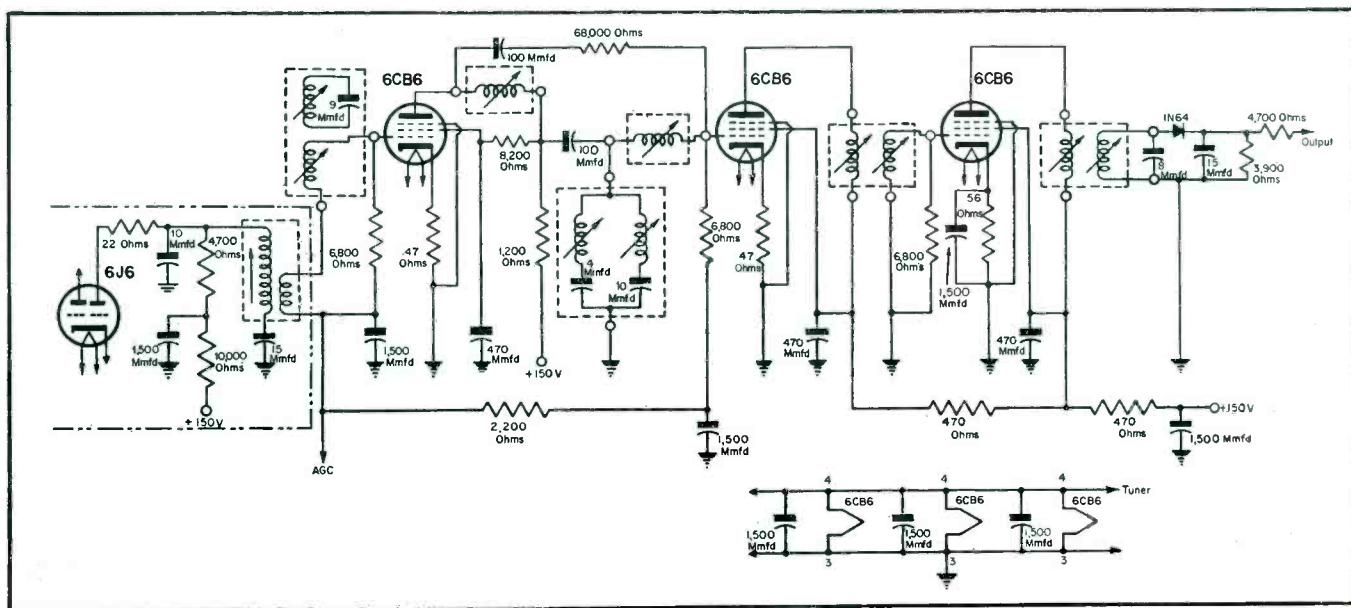 68,000 Ohms
100 Mmfd
6CB6
6CB6
6CB6
9
Mmfd
1N64
4,700 Ohms
Output
8
Mmfd
15
Mmfd
3,900
Ohms
8,200
Ohms
100
Mmfd
22 Ohms
10
Mmfd
4,700
Ohms
6J6
6,800
Ohms
47
Ohms
1,200
Ohms
4
Mmfd
10
Mmfd
6,800
Ohms
47
Ohms
6,800
Ohms
56
Ohms
1,500
Mmfd
1,500
Mmfd
10,000
Ohms
15
Mmfd
1,500
Mmfd
470
Mmfd
470
Mmfd
470
Mmfd
+150V
+150V
2,200
Ohms
1,500
Mmfd
470
Ohms
470
Ohms
+150V
1,500
Mmfd
AGC
4
4
4
Tuner
6CB6
6CB6
6CB6
1,500
Mmfd
1,500
Mmfd
1,500
Mmfd
3
3
3